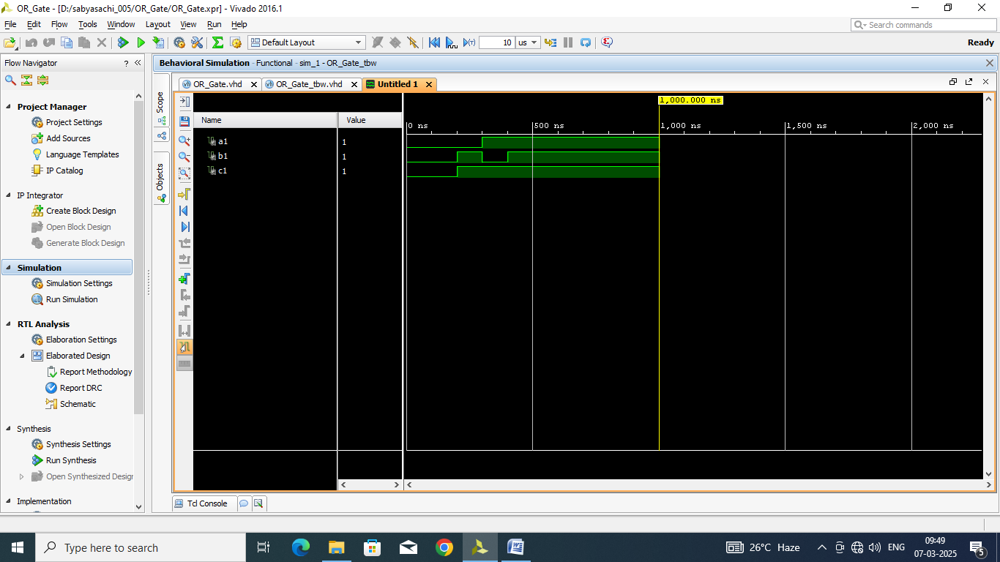 OR_Gate - [D:/sabyasachi_005/OR_Gate/OR_Gate.xpr] - Vivado 2016.1
File Edit Flow Tools Window Layout View Run Help
Search commands
Default Layout
10 us
Ready
Flow Navigator
? «
Behavioral Simulation - Functional - sim_1 - OR_Gate_tbw
OR_Gate.vhd
OR_Gate_tbw.vhd
Untitled 1
Project Manager
Project Settings
Add Sources
Language Templates
IP Catalog
IP Integrator
Create Block Design
Open Block Design
Generate Block Design
Simulation
Simulation Settings
Run Simulation
RTL Analysis
Elaboration Settings
Elaborated Design
Report Methodology
Report DRC
Schematic
Synthesis
Synthesis Settings
Run Synthesis
Open Synthesized Design
Implementation
Scope
Objects
Name Value
a1 1
b1 1
c1 1
1,000.000 ns
0 ns 500 ns 1,000 ns 1,500 ns 2,000 ns
Tcl Console
Type here to search
26°C Haze
ENG
09:49
07-03-2025
5